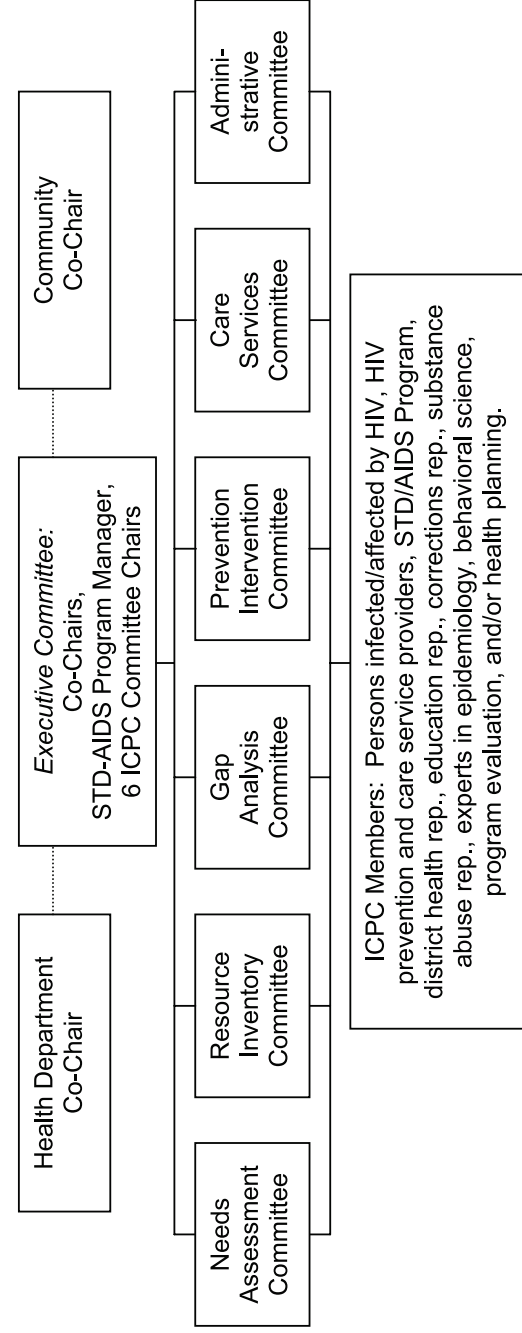 Health Department
Co-Chair
Executive Committee:
Co-Chairs,
STD-AIDS Program Manager,
6 ICPC Committee Chairs
Community
Co-Chair
Needs
Assessment
Committee
Resource
Inventory
Committee
Gap
Analysis
Committee
Prevention
Intervention
Committee
Care
Services
Committee
Admini-
strative
Committee
ICPC Members: Persons infected/affected by HIV, HIV
prevention and care service providers, STD/AIDS Program,
district health rep., education rep., corrections rep., substance
abuse rep., experts in epidemiology, behavioral science,
program evaluation, and/or health planning.